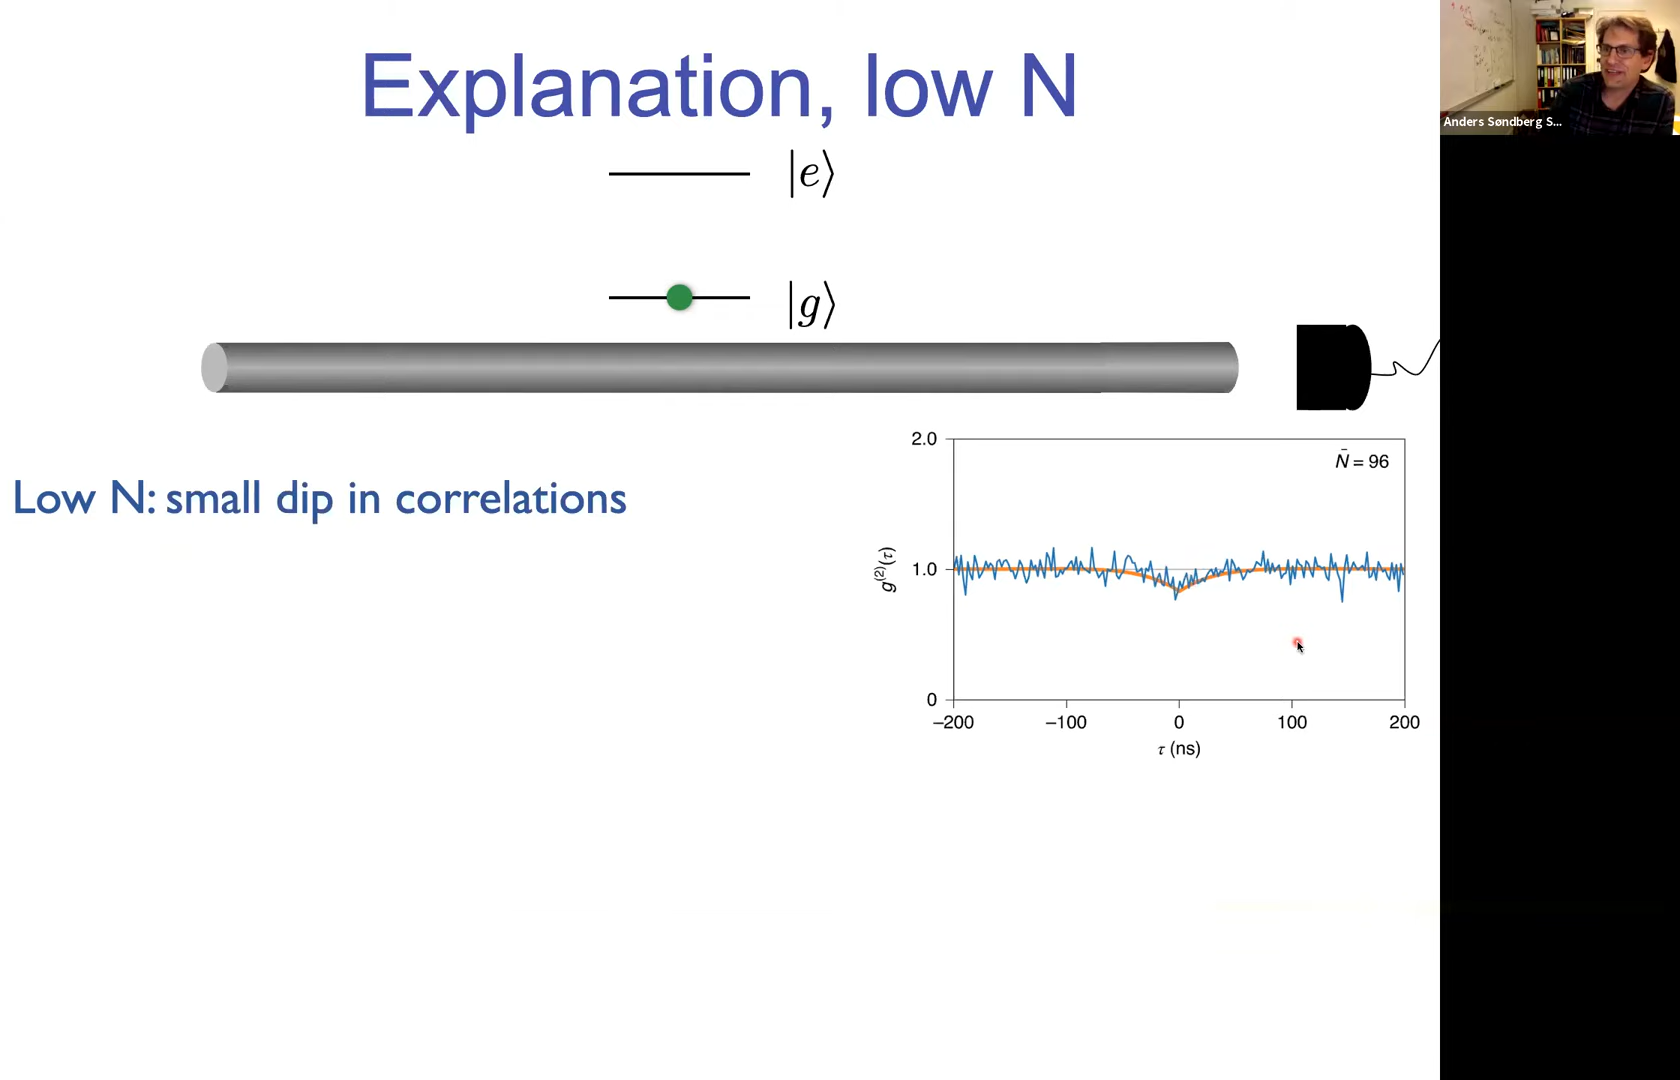 Explanation, low N
|e⟩
|g⟩
Low N: small dip in correlations
2.0
1.0
0
g⁽²⁾(τ)
N̄ = 96
−200
−100
0
100
200
τ (ns)
Anders Søndberg S...